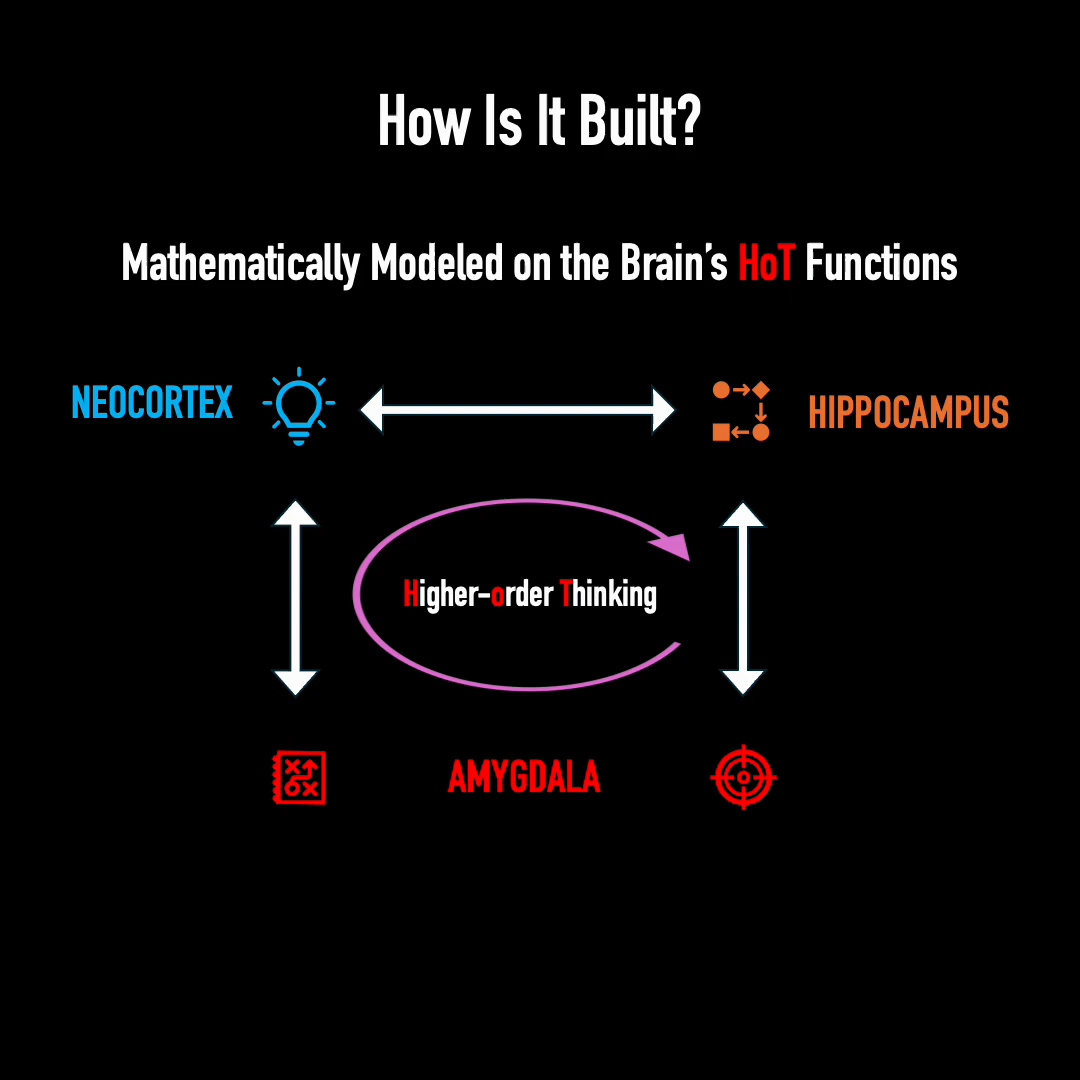 How Is It Built?
Mathematically Modeled on the Brain’s HoT Functions
NEOCORTEX
HIPPOCAMPUS
Higher-order Thinking
AMYGDALA